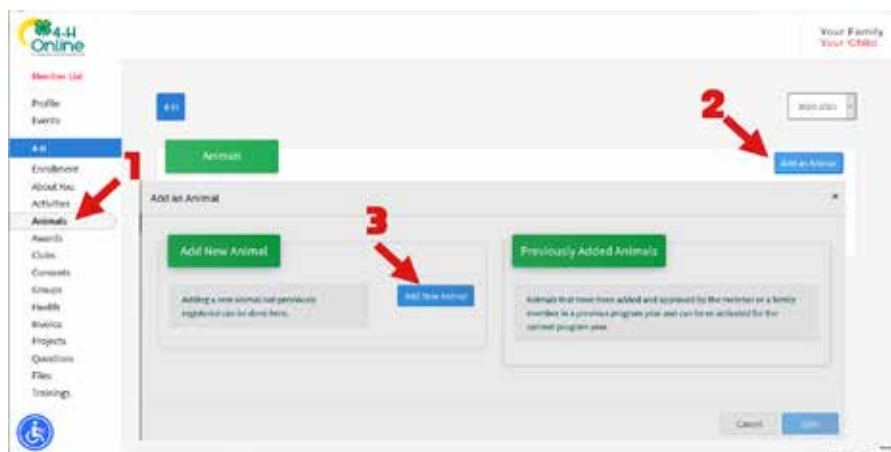 4-H
Online
Your Family
Your Child
Member List
Profile
Events
4-H
Enrollment
About You
Activities
Animals
Awards
Clubs
Consents
Groups
Health
Invoice
Projects
Questions
Files
Trainings
4-H
2020-2021
Animals
Add an Animal
1
2
3
Add an Animal
×
Add New Animal
Adding a new animal not previously
registered can be done here.
Add New Animal
Previously Added Animals
Animals that have been added and approved by the member or a family
member in a previous program year and can be activated for the
current program year.
Cancel